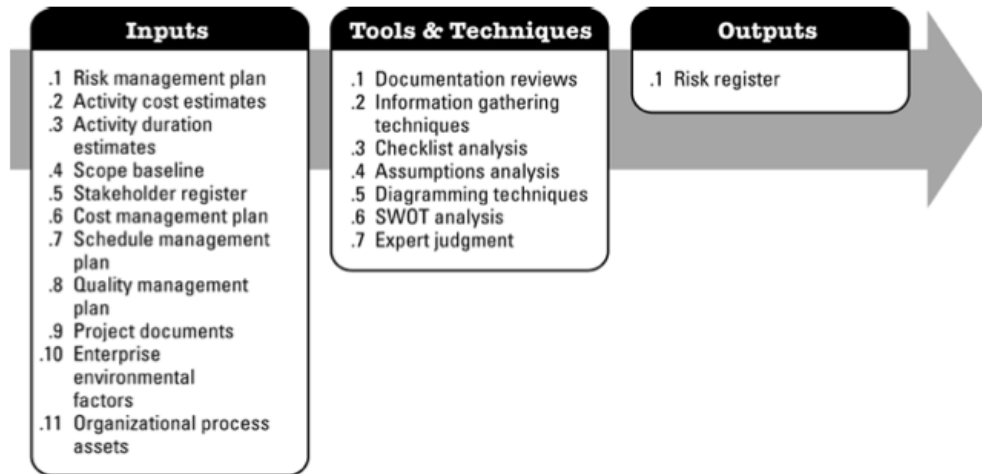 Inputs
.1 Risk management plan
.2 Activity cost estimates
.3 Activity duration
estimates
.4 Scope baseline
.5 Stakeholder register
.6 Cost management plan
.7 Schedule management
plan
.8 Quality management
plan
.9 Project documents
.10 Enterprise
environmental
factors
.11 Organizational process
assets
Tools & Techniques
.1 Documentation reviews
.2 Information gathering
techniques
.3 Checklist analysis
.4 Assumptions analysis
.5 Diagramming techniques
.6 SWOT analysis
.7 Expert judgment
Outputs
.1 Risk register